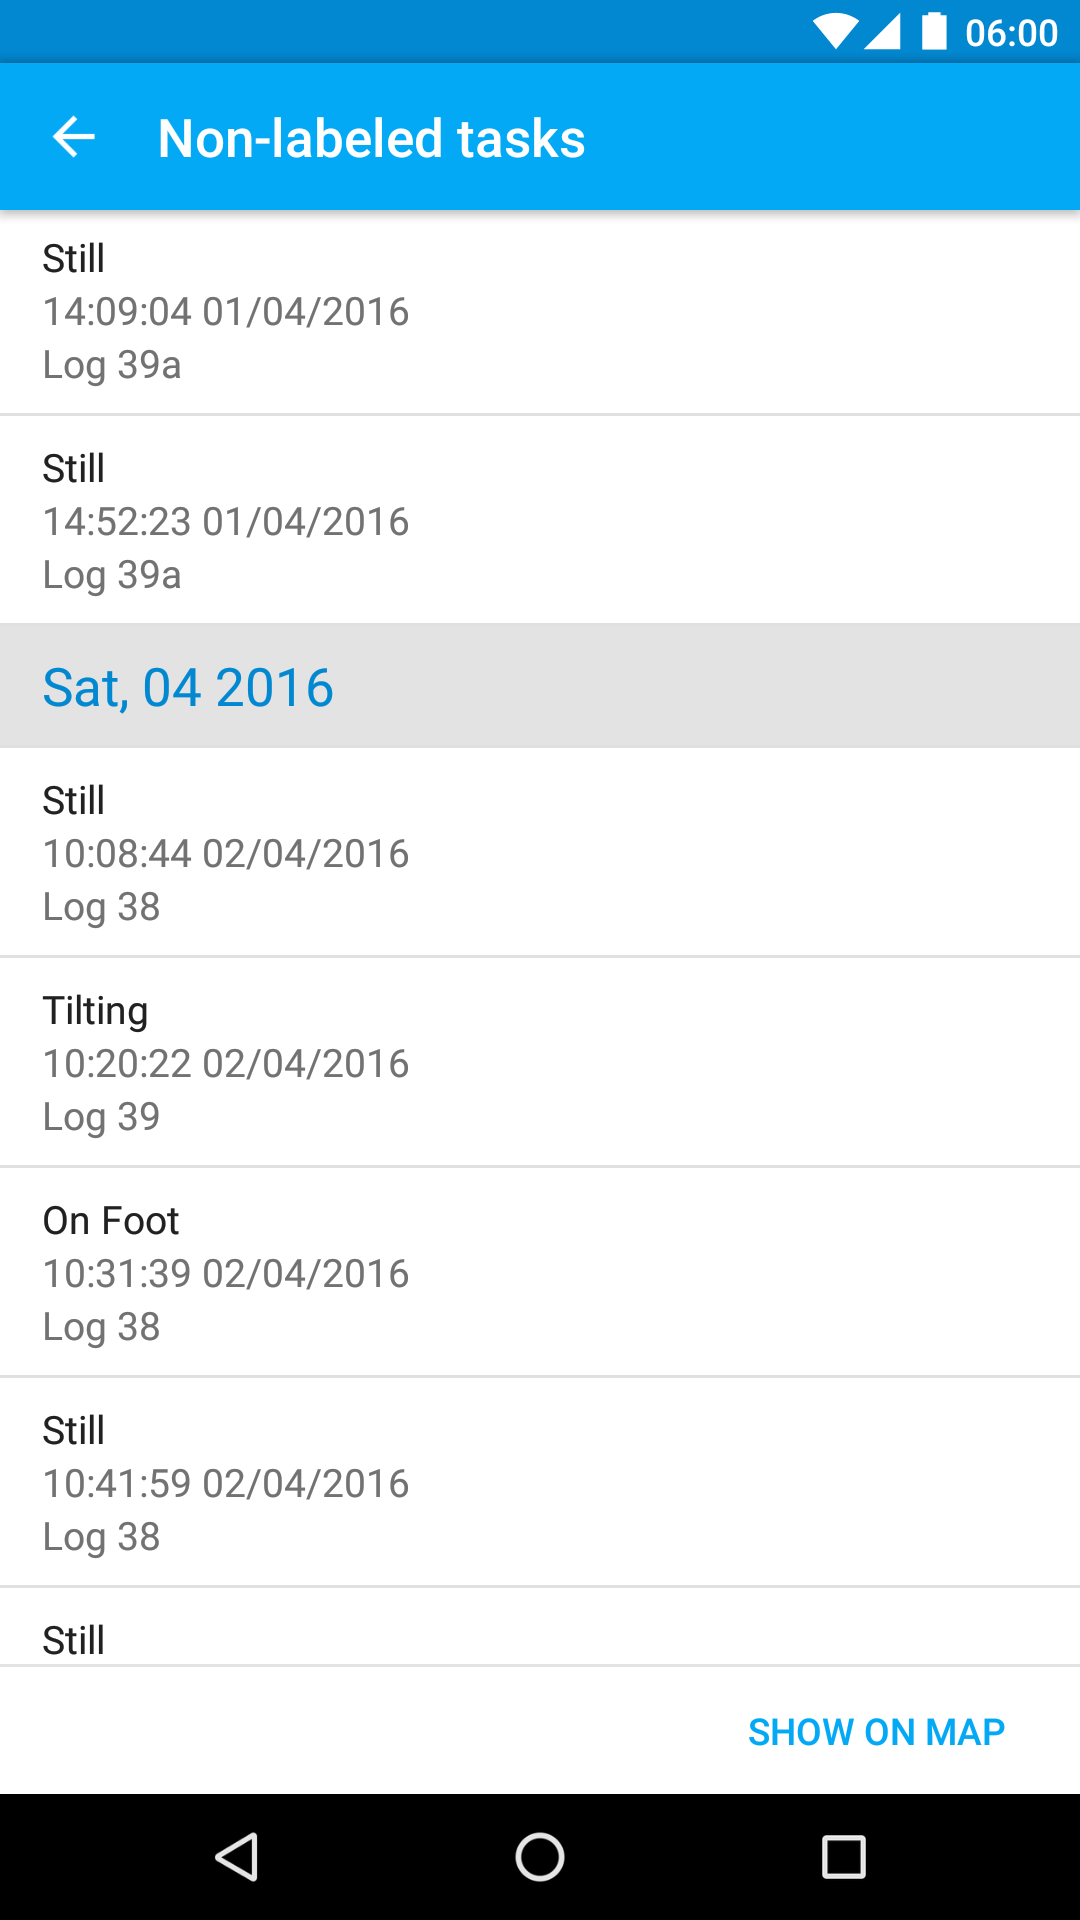 06:00
Non-labeled tasks
Still
14:09:04 01/04/2016
Log 39a
Still
14:52:23 01/04/2016
Log 39a
Sat, 04 2016
Still
10:08:44 02/04/2016
Log 38
Tilting
10:20:22 02/04/2016
Log 39
On Foot
10:31:39 02/04/2016
Log 38
Still
10:41:59 02/04/2016
Log 38
Still
SHOW ON MAP